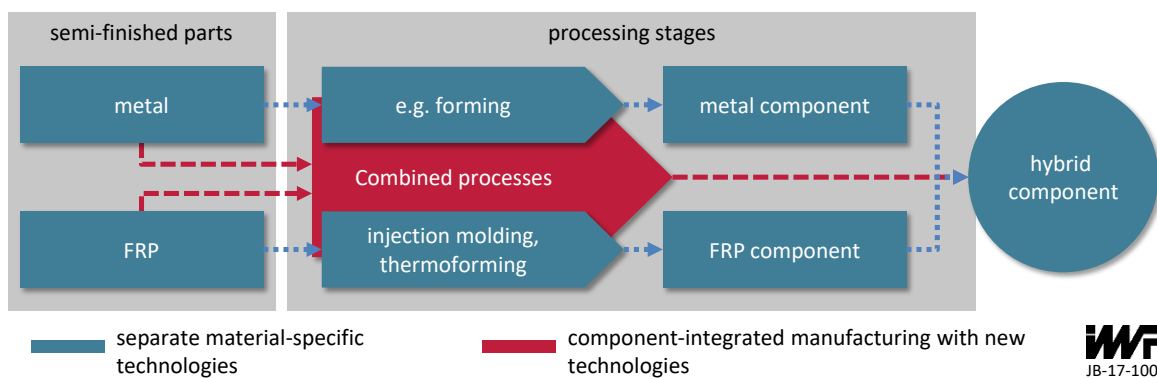 semi-finished parts
processing stages
metal
e.g. forming
metal component
Combined processes
hybrid
component
FRP
injection molding,
thermoforming
FRP component
separate material-specific
technologies
component-integrated manufacturing with new
technologies
iWF
JB-17-100